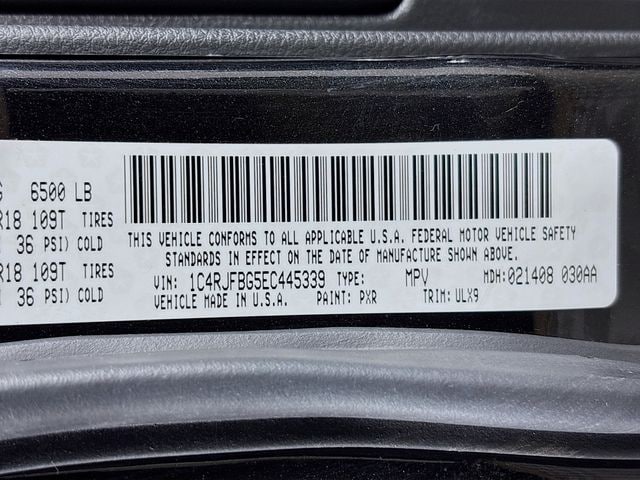 6500 LB
R18 109T TIRES
36 PSI) COLD
R18 109T TIRES
36 PSI) COLD
THIS VEHICLE CONFORMS TO ALL APPLICABLE U.S.A. FEDERAL MOTOR VEHICLE SAFETY
STANDARDS IN EFFECT ON THE DATE OF MANUFACTURE SHOWN ABOVE.
VIN: 1C4RJFBG5EC445339 TYPE: MPV MDH:021408 030AA
VEHICLE MADE IN U.S.A. PAINT: PXR TRIM: ULX9